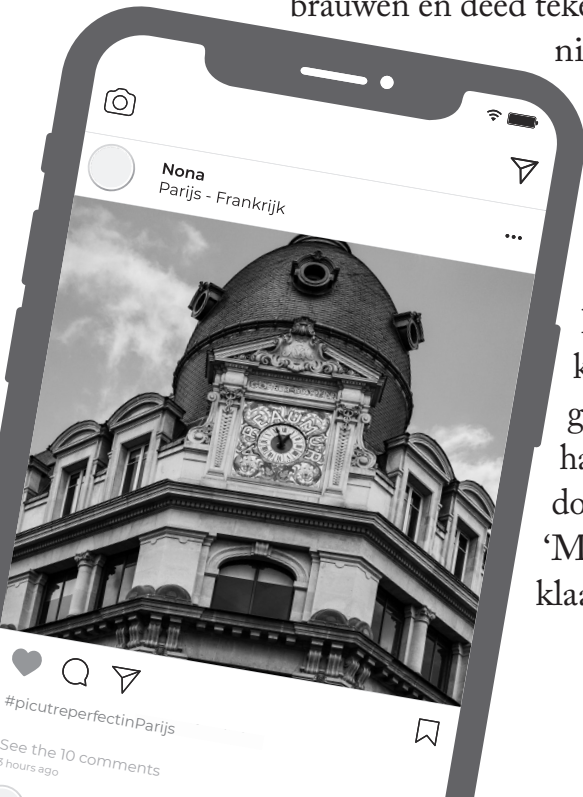 brauwen en deed teke
ni
Nona
Parijs - Frankrijk
k
g
ha
do
‘M
klaa
#picutreperfectinParijs
See the 10 comments
3 hours ago